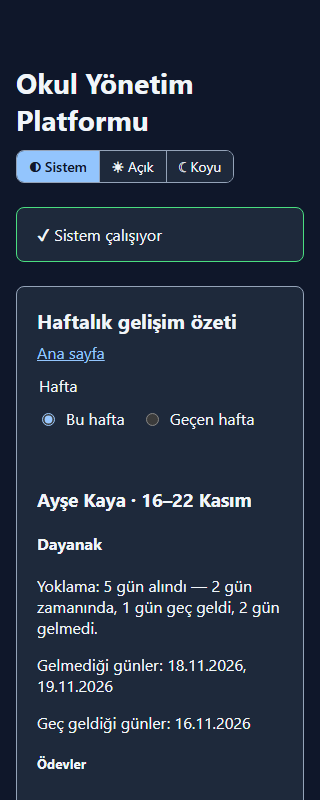 Okul Yönetim
Platformu
Sistem
Açık
Koyu
✓ Sistem çalışıyor
Haftalık gelişim özeti
Ana sayfa
Hafta
Bu hafta
Geçen hafta
Ayşe Kaya · 16–22 Kasım
Dayanak
Yoklama: 5 gün alındı — 2 gün
zamanında, 1 gün geç geldi, 2 gün
gelmedi.
Gelmediği günler: 18.11.2026,
19.11.2026
Geç geldiği günler: 16.11.2026
Ödevler